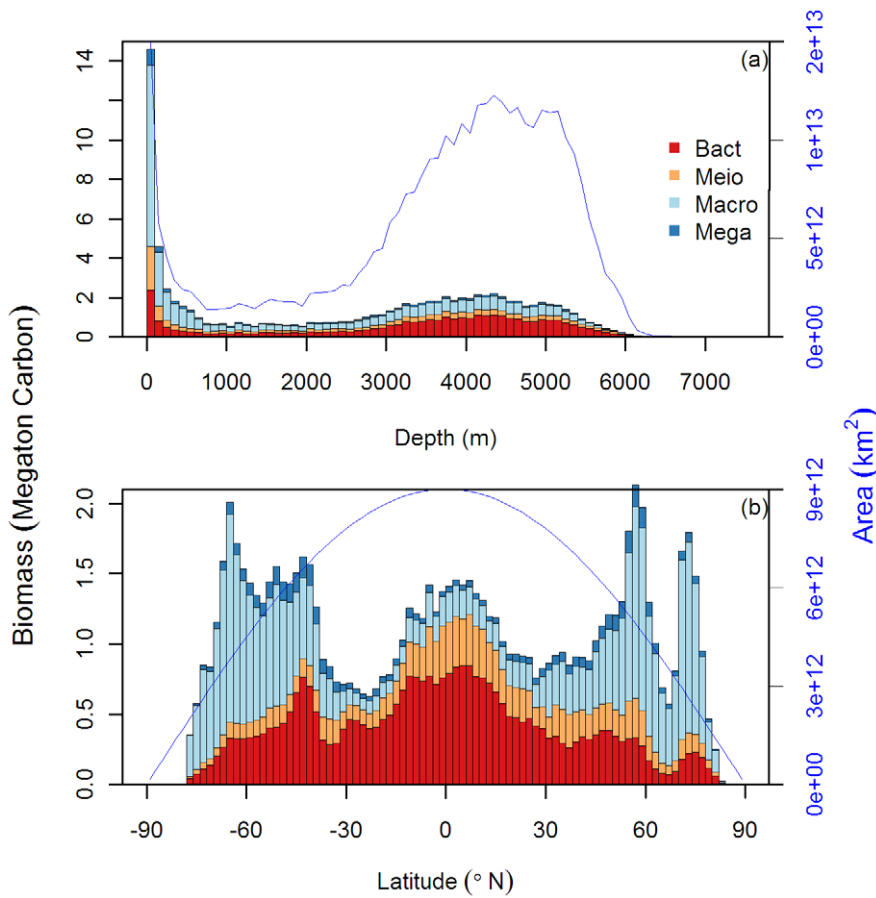 (a)
14
10
8
6
4
2
0
2e+13
1e+13
5e+12
0e+00
Bact
Meio
Macro
Mega
0 1000 2000 3000 4000 5000 6000 7000
Depth (m)
Biomass (Megaton Carbon)
Area (km²)
(b)
2.0
1.5
1.0
0.5
0.0
9e+12
6e+12
3e+12
0e+00
-90 -60 -30 0 30 60 90
Latitude (° N)